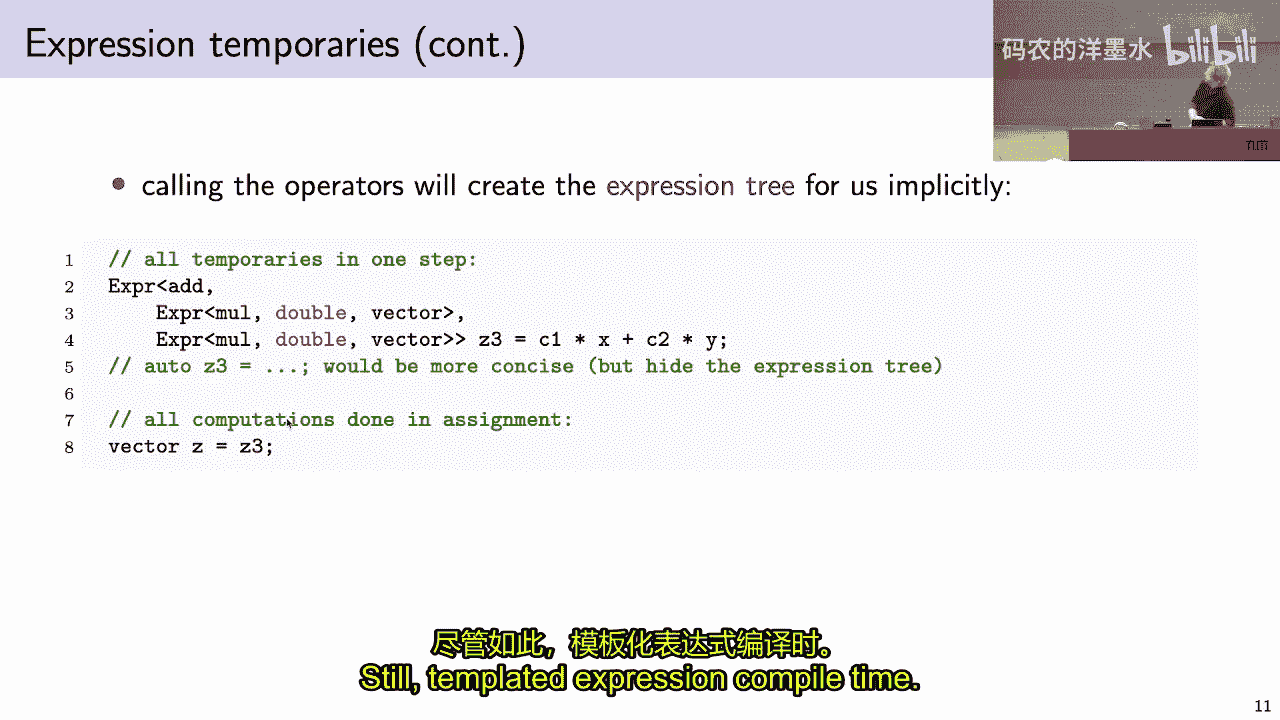 Expression temporaries (cont.)
码农的洋墨水 bilibili
• calling the operators will create the expression tree for us implicitly:
1 // all temporaries in one step:
2 Expr<add,
3 Expr<mul, double, vector>,
4 Expr<mul, double, vector>> z3 = c1 * x + c2 * y;
5 // auto z3 = ...; would be more concise (but hide the expression tree)
6
7 // all computations done in assignment:
8 vector z = z3;
尽管如此，模板化表达式编译时。
Still, templated expression compile time.
11